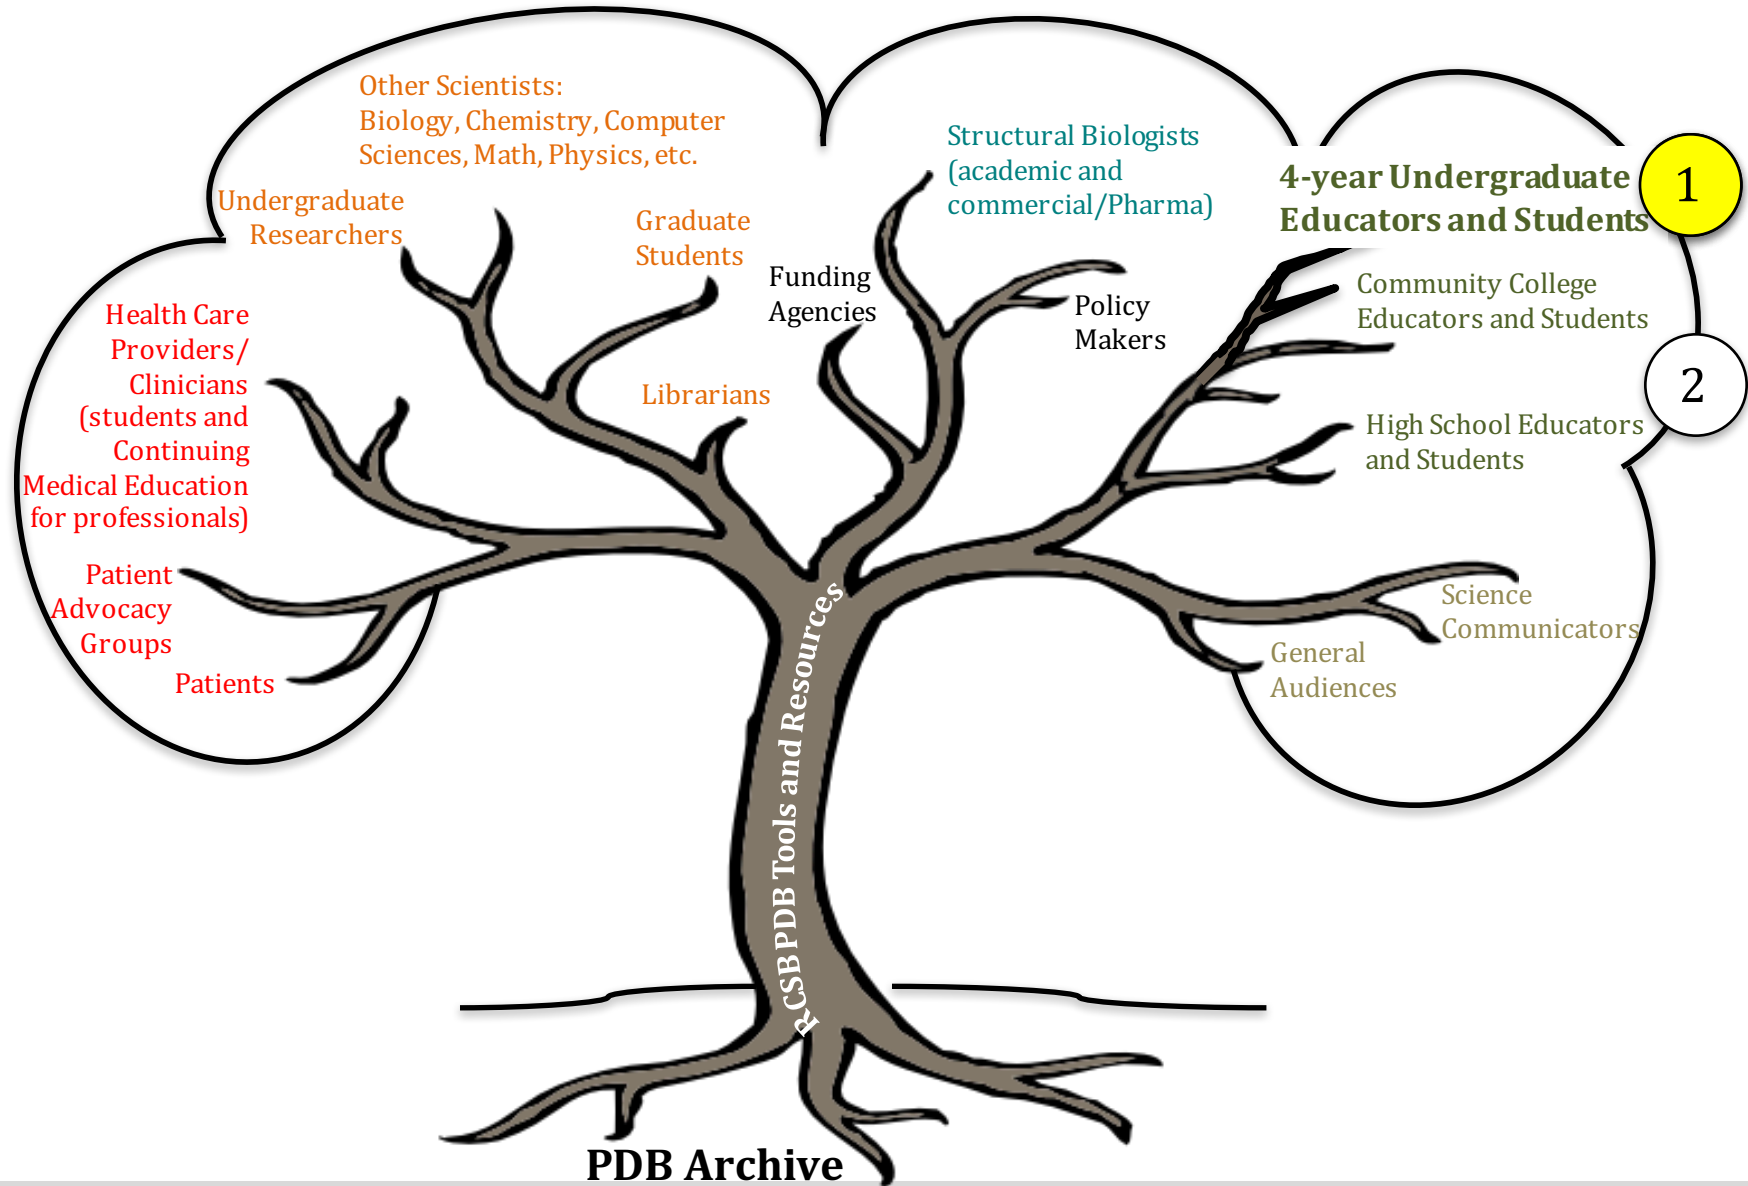 Other Scientists:
Biology, Chemistry, Computer
Sciences, Math, Physics, etc.
Structural Biologists
(academic and
commercial/Pharma)
4-year Undergraduate
Educators and Students
1
Undergraduate
Researchers
Graduate
Students
Funding
Agencies
Policy
Makers
Community College
Educators and Students
2
Health Care
Providers/
Clinicians
(students and
Continuing
Medical Education
for professionals)
Librarians
High School Educators
and Students
Patient
Advocacy
Groups
Patients
Science
Communicators
General
Audiences
RCSB PDB Tools and Resources
PDB Archive